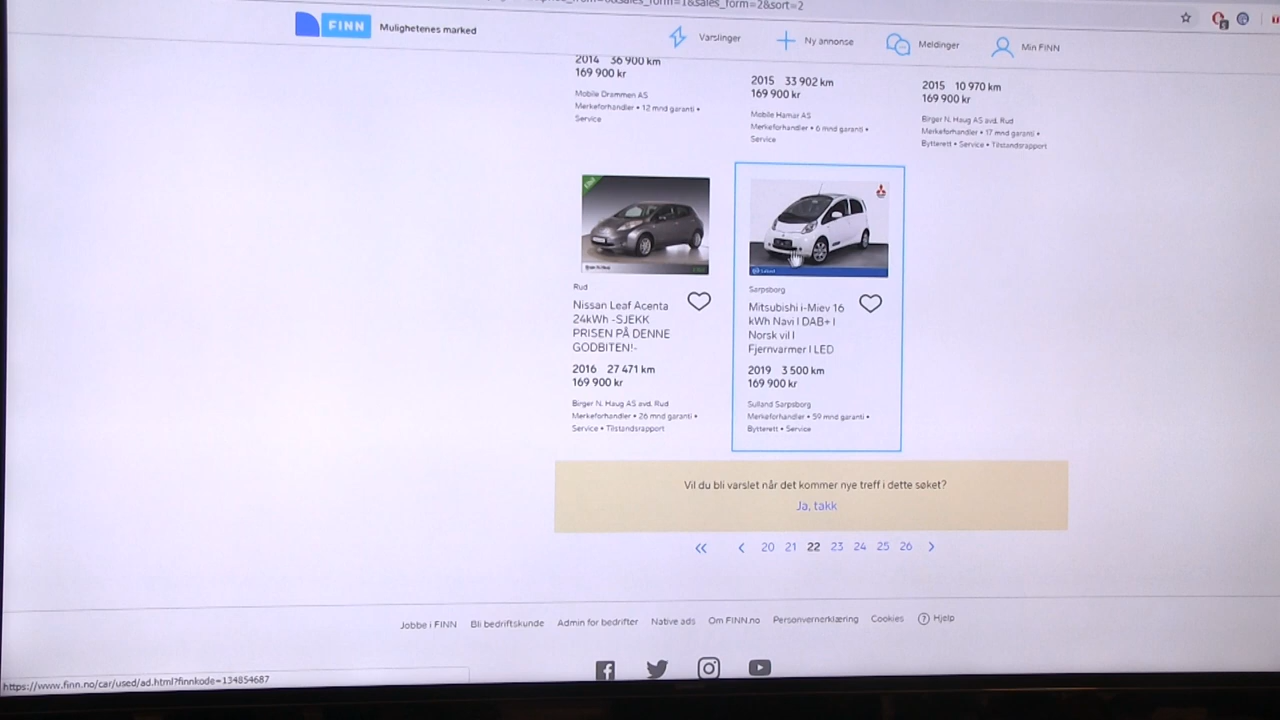 sales_form=2&sort=2
FINN
Mulighetenes marked
Varslinger
Ny annonse
Meldinger
Min FINN
2014 36 900 km
169 900 kr
Mobile Drammen AS
Merkeforhandler • 12 mnd garanti •
Service
2015 33 902 km
169 900 kr
Mobile Hamar AS
Merkeforhandler • 6 mnd garanti •
Service
2015 10 970 km
169 900 kr
Birger N. Haug AS avd. Rud
Merkeforhandler • 17 mnd garanti •
Bytterett • Service • Tilstandsrapport
Rud
Nissan Leaf Acenta
24kWh -SJEKK
PRISEN PÅ DENNE
GODBITEN!-
2016 27 471 km
169 900 kr
Birger N. Haug AS avd. Rud
Merkeforhandler • 26 mnd garanti •
Service • Tilstandsrapport
Sarpsborg
Mitsubishi i-Miev 16
kWh Navi I DAB+ I
Norsk vil I
Fjernvarmer I LED
2019 3 500 km
169 900 kr
Sulland Sarpsborg
Merkeforhandler • 59 mnd garanti •
Bytterett • Service
Vil du bli varslet når det kommer nye treff i dette søket?
Ja, takk
20 21 22 23 24 25 26
Jobbe i FINN Bli bedriftskunde Admin for bedrifter Native ads Om FINN.no Personvernerklæring Cookies Hjelp
https://www.finn.no/car/used/ad.html?finnkode=134854687